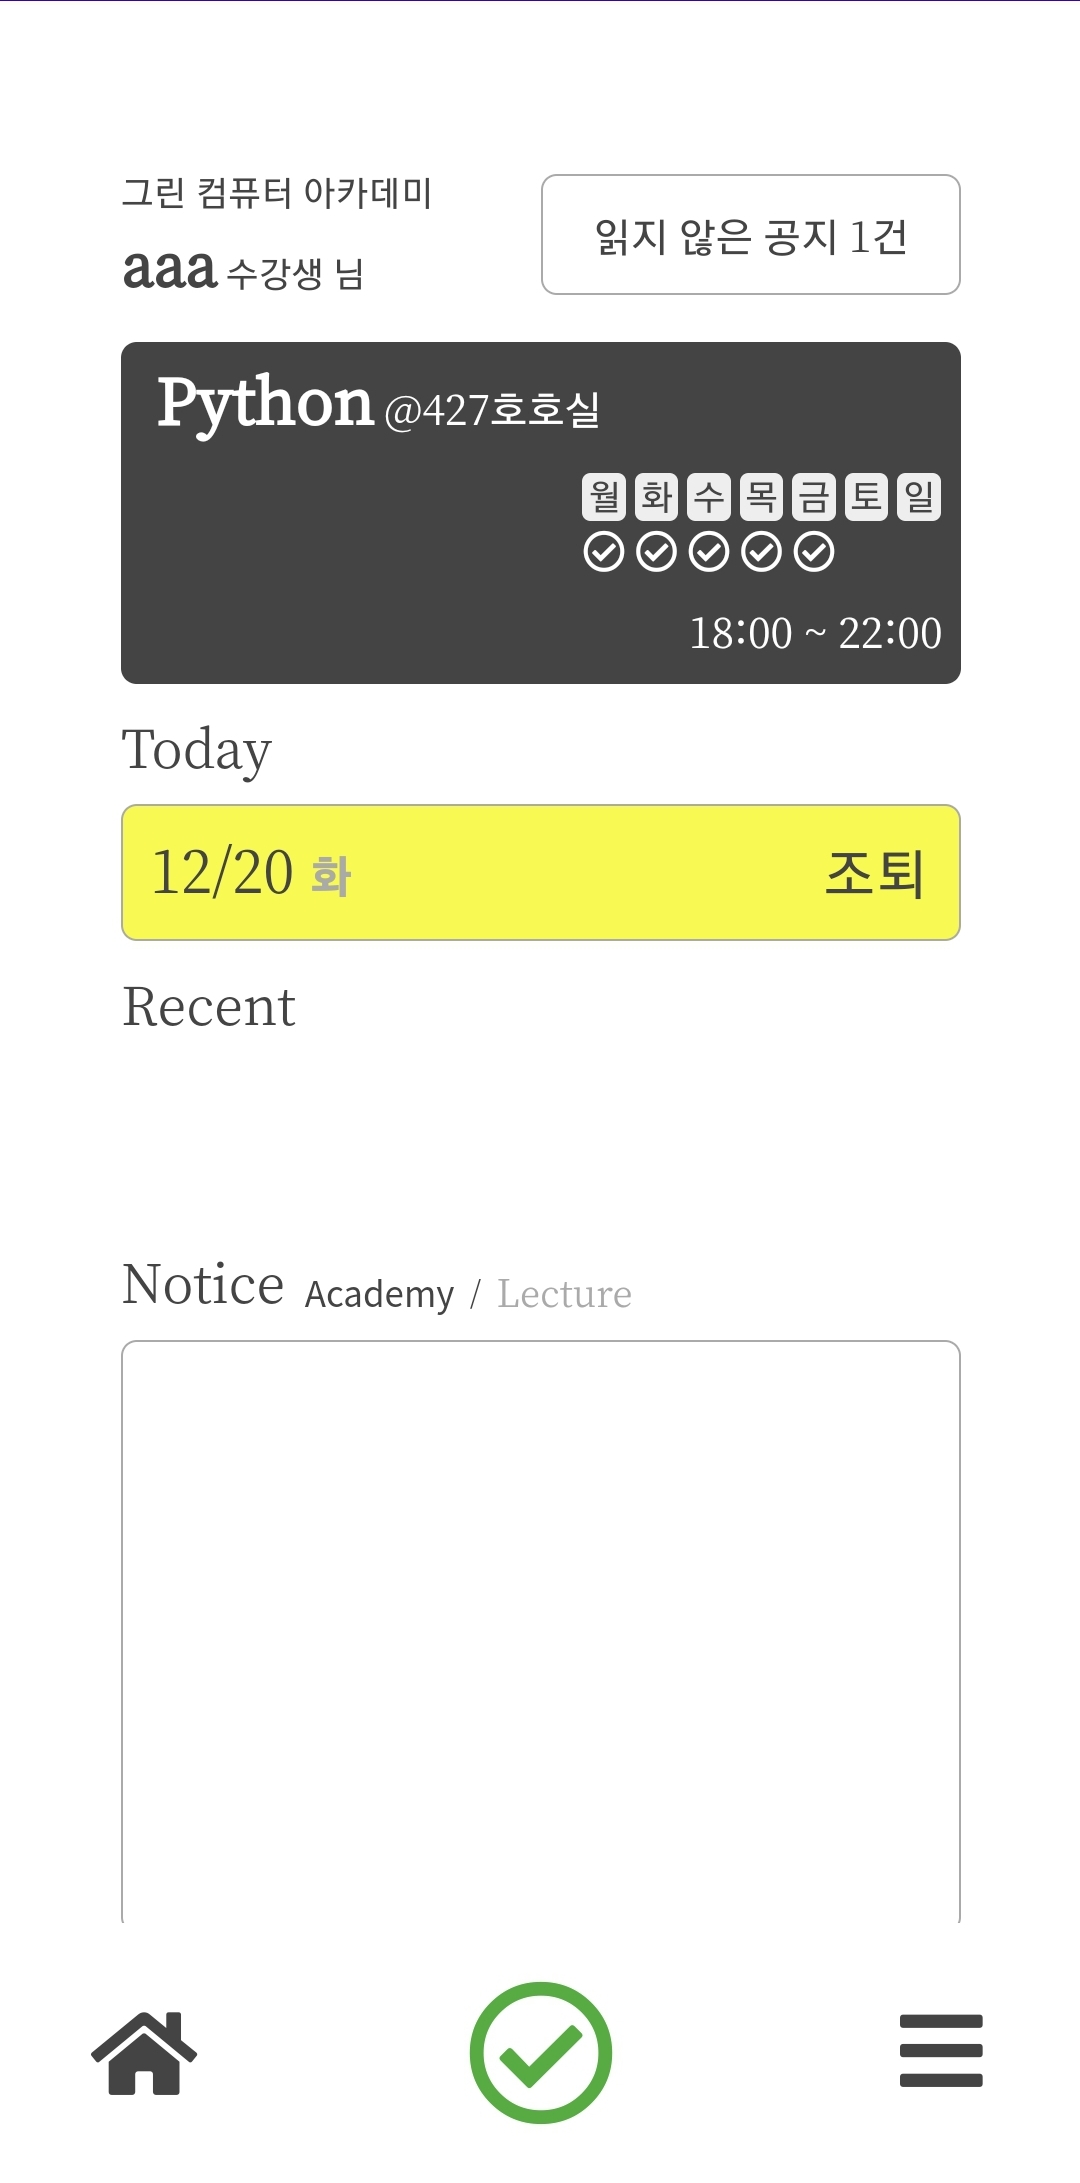 그린 컴퓨터 아카데미
aaa 수강생 님
읽지 않은 공지 1건
Python @427호호실
월 화 수 목 금 토 일
18:00 ~ 22:00
Today
12/20 화 조퇴
Recent
Notice Academy / Lecture